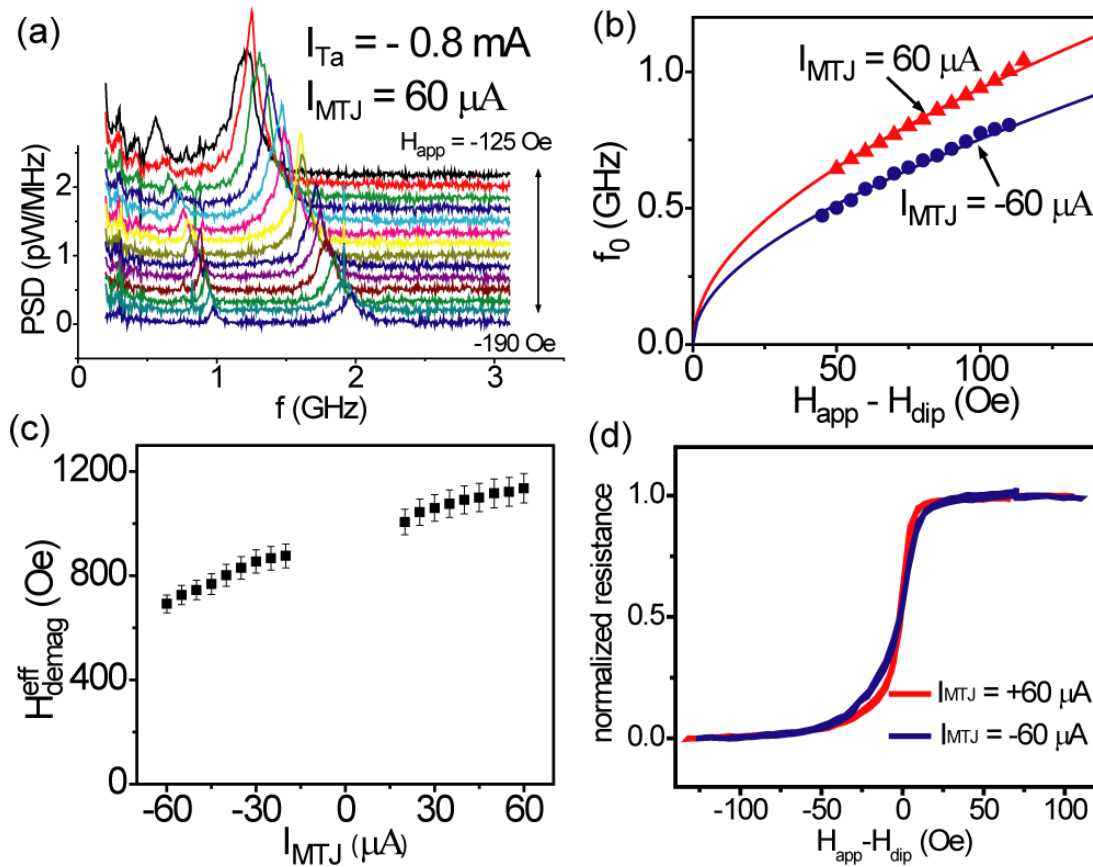 (a)
I_Ta = - 0.8 mA
I_MTJ = 60 μA
H_app = -125 Oe
-190 Oe
PSD (pW/MHz)
2
1
0
1
2
3
f (GHz)
(b)
I_MTJ = 60 μA
I_MTJ = -60 μA
f_0 (GHz)
1.0
0.5
0.0
0
50
100
H_app - H_dip (Oe)
(c)
H^eff_demag (Oe)
1200
800
400
0
-60
-30
0
30
60
I_MTJ (μA)
(d)
normalized resistance
1.0
0.5
0.0
I_MTJ = +60 μA
I_MTJ = -60 μA
-100
-50
0
50
100
H_app-H_dip (Oe)